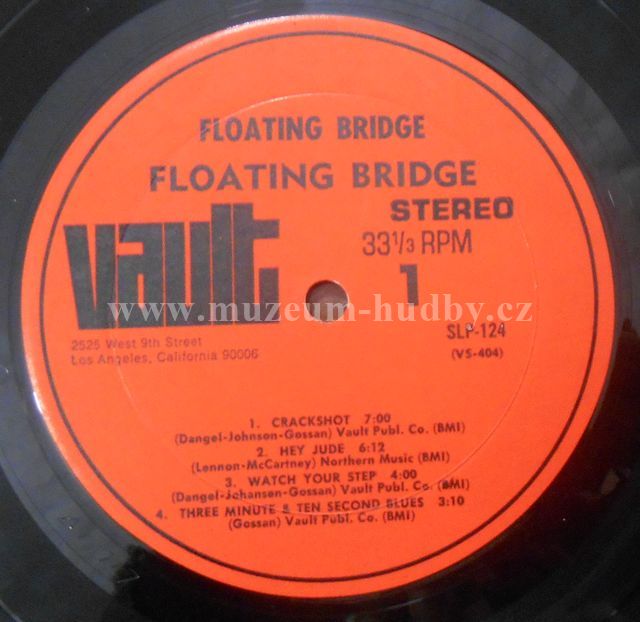 FLOATING BRIDGE
FLOATING BRIDGE
vault
STEREO
33 1/3 RPM
1
www.muzeum-hudby.cz
2525 West 9th Street
Los Angeles, California 90006
SLP-124
(VS-404)
1. CRACKSHOT 7:00
(Dangel-Johnson-Gossan) Vault Publ. Co. (BMI)
2. HEY JUDE 6:12
(Lennon-McCartney) Northern Music (BMI)
3. WATCH YOUR STEP 4:00
(Dangel-Johansen-Gossan) Vault Publ. Co. (BMI)
4. THREE MINUTE & TEN SECOND BLUES 3:10
(Gossan) Vault Publ. Co. (BMI)